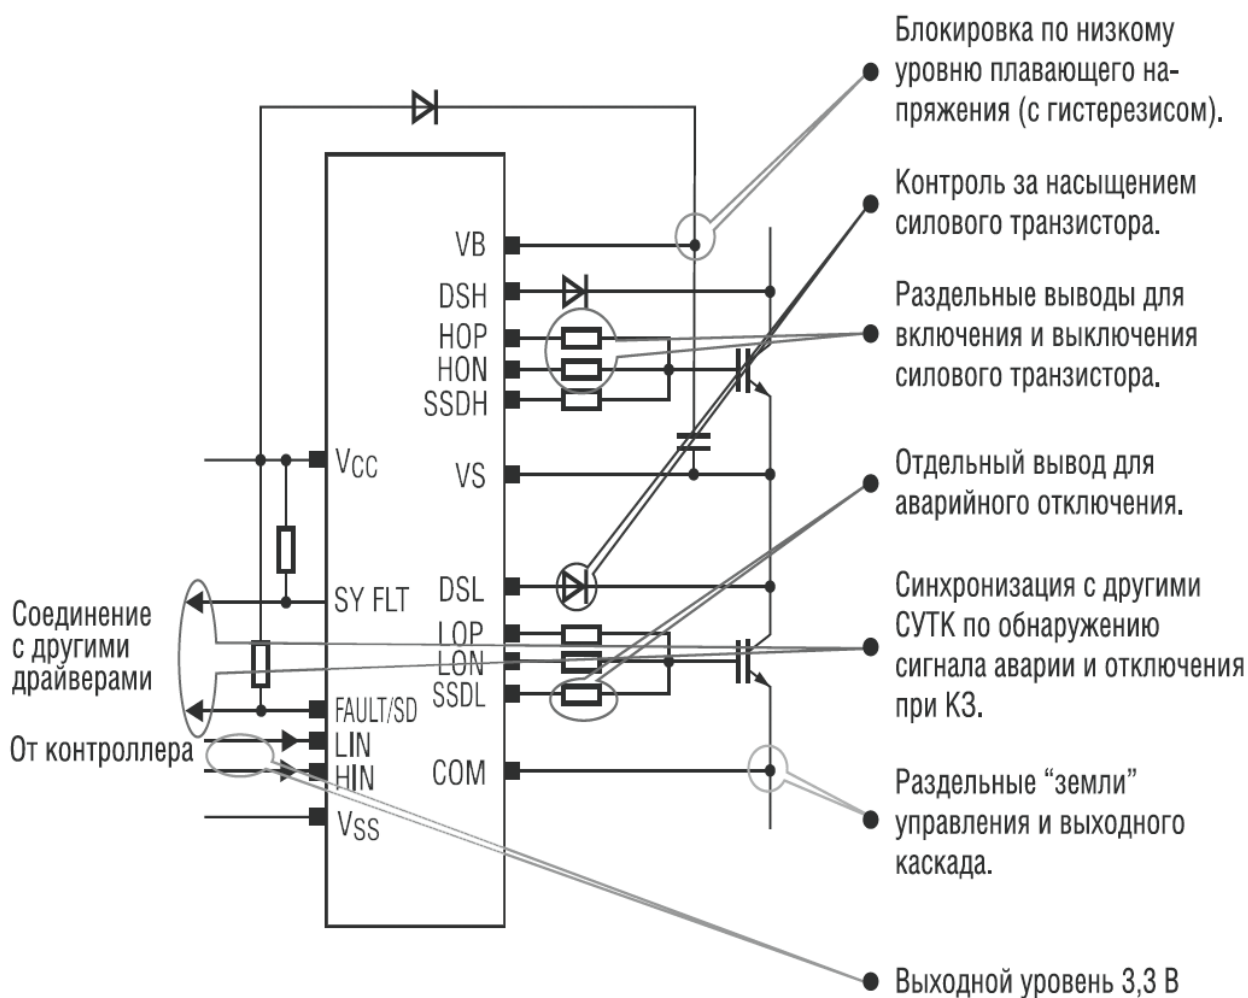 Блокировка по низкому
уровню плавающего на-
пряжения (с гистерезисом).
Контроль за насыщением
силового транзистора.
Раздельные выводы для
включения и выключения
силового транзистора.
Отдельный вывод для
аварийного отключения.
Синхронизация с другими
СУТК по обнаружению
сигнала аварии и отключения
при КЗ.
Раздельные “земли”
управления и выходного
каскада.
Выходной уровень 3,3 В
VB
DSH
HOP
HON
SSDH
VS
DSL
LOP
LON
SSDL
COM
VCC
SY FLT
FAULT/SD
LIN
HIN
VSS
Соединение
с другими
драйверами
От контроллера